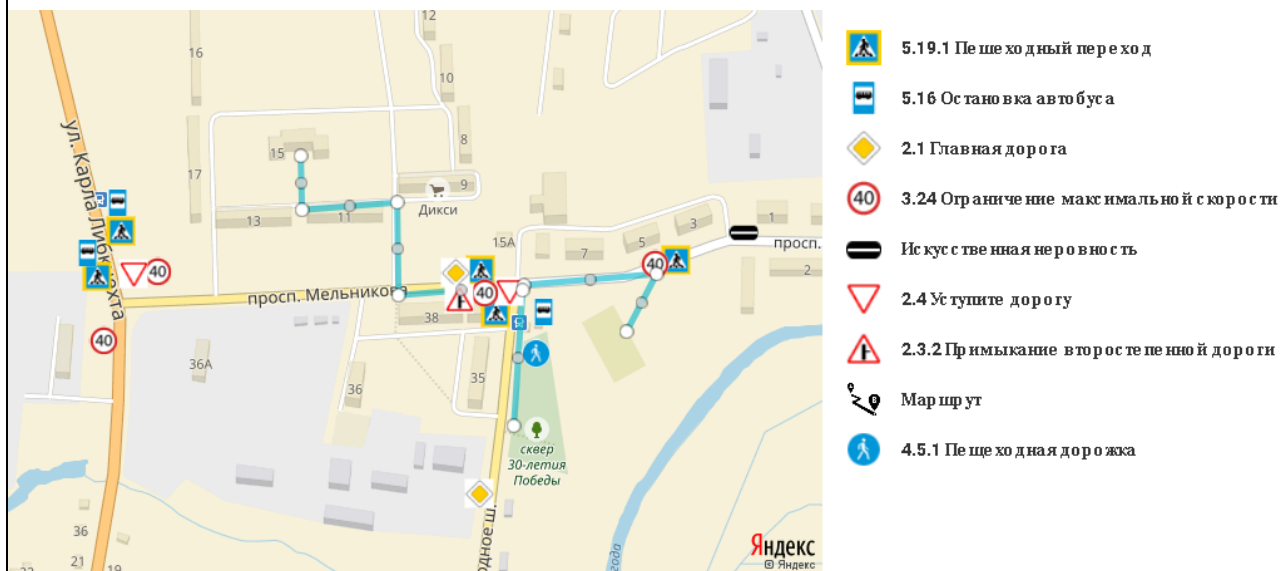 12
16
10
ул. Карла Либкнехта
8
15
17
9
Дикси
13
11
15А
3
1
5
7
просп.
2
40
40
40
40
просп. Мельникова
38
36А
36
35
сквер
30-летия
Победы
36
21
19
одное ш.
года
Яндекс
© Яндекс
5.19.1 Пешеходный переход
5.16 Остановка автобуса
2.1 Главная дорога
40
3.24 Ограничение максимальной скорости
Искусственная неровность
2.4 Уступите дорогу
2.3.2 Примыкание второстепенной дороги
Маршрут
4.5.1 Пешеходная дорожка